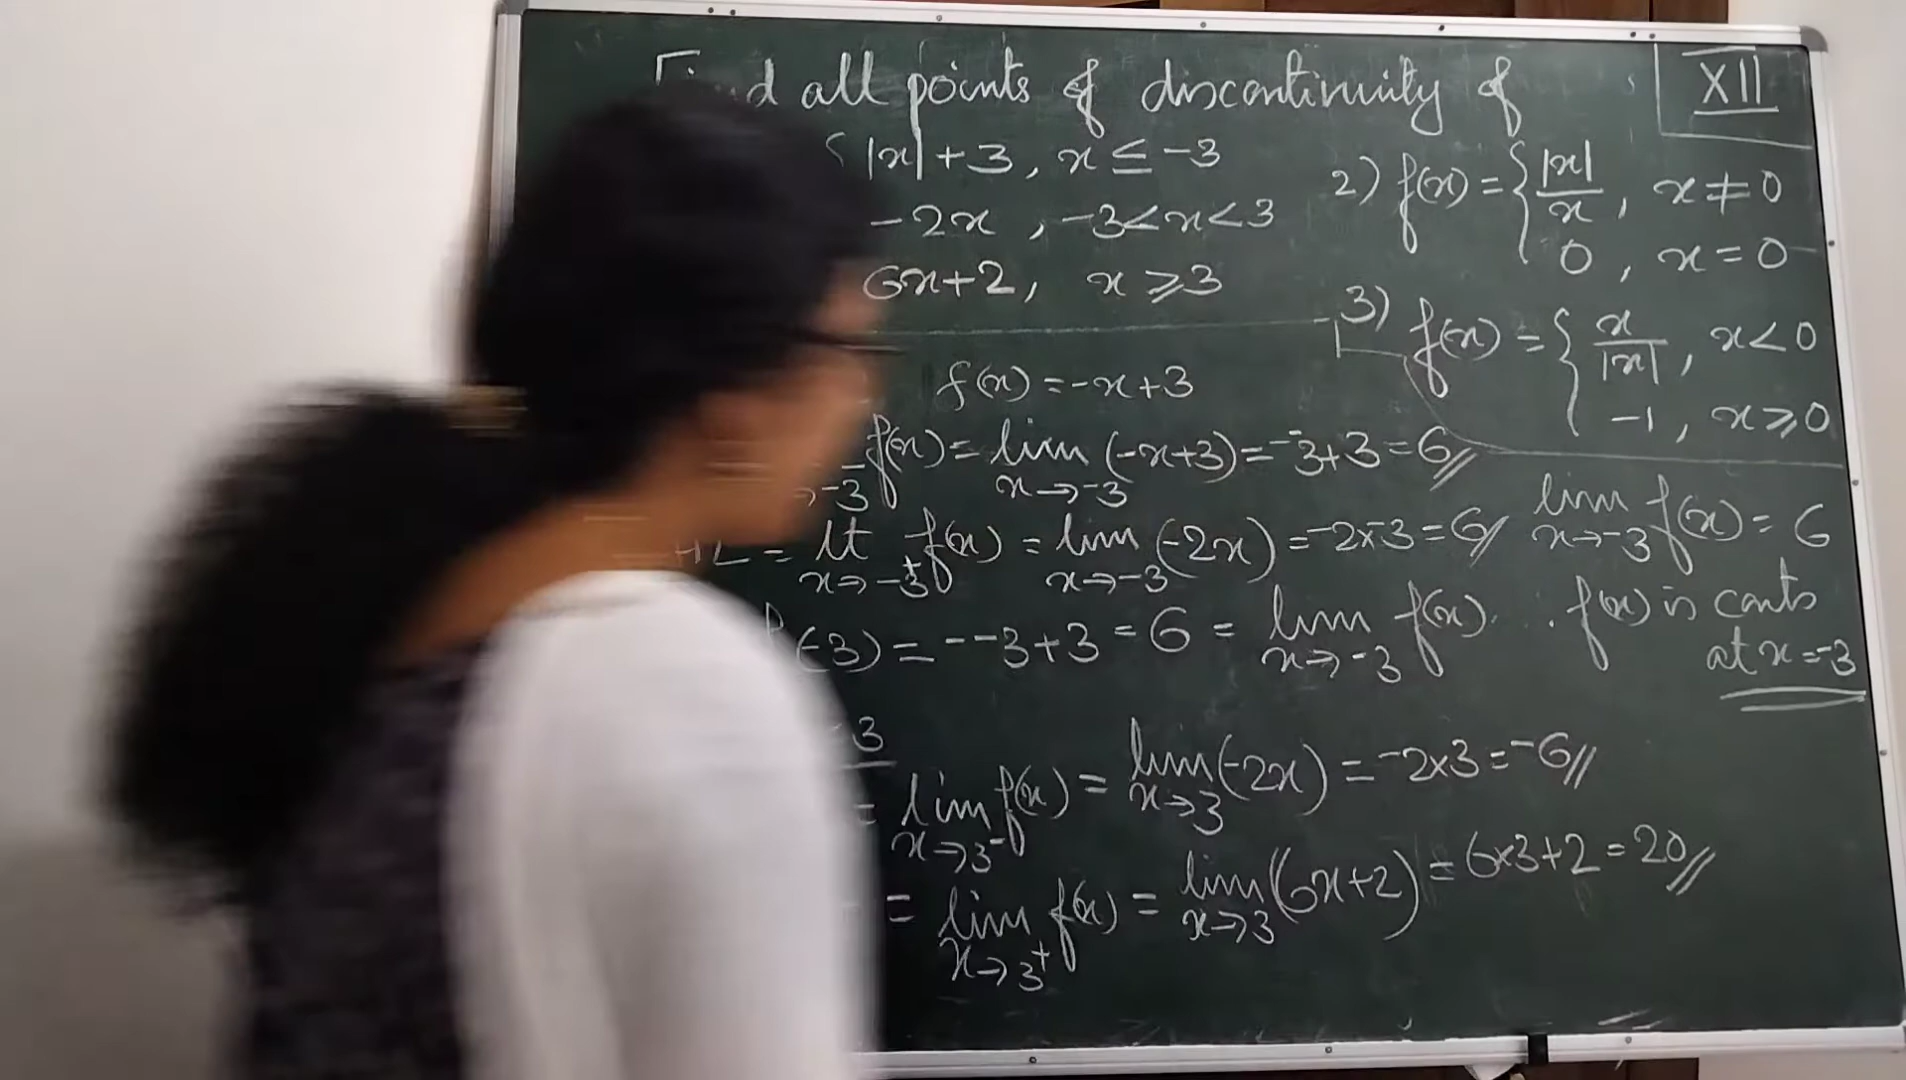 all points of discontinuity of
XII
|x|+3, x ≤ -3
-2x , -3<x<3
6x+2, x ⩾ 3
2) f(x) = { |x|/x , x ≠ 0
0 , x = 0
3) f(x) = { x/|x| , x < 0
-1 , x ⩾ 0
f(x) = -x+3
f(x) = lim x→-3 (-x+3) = --3+3 = 6//
= lt x→-3⁺ f(x) = lim x→-3 (-2x) = -2×-3 = 6//
lim x→-3 f(x) = 6
(-3) = --3+3 = 6 = lim x→-3 f(x)
∴ f(x) is conts
at x = -3
3
= lim x→3⁻ f(x) = lim x→3 (-2x) = -2×3 = -6//
= lim x→3⁺ f(x) = lim x→3 (6x+2) = 6×3+2 = 20//